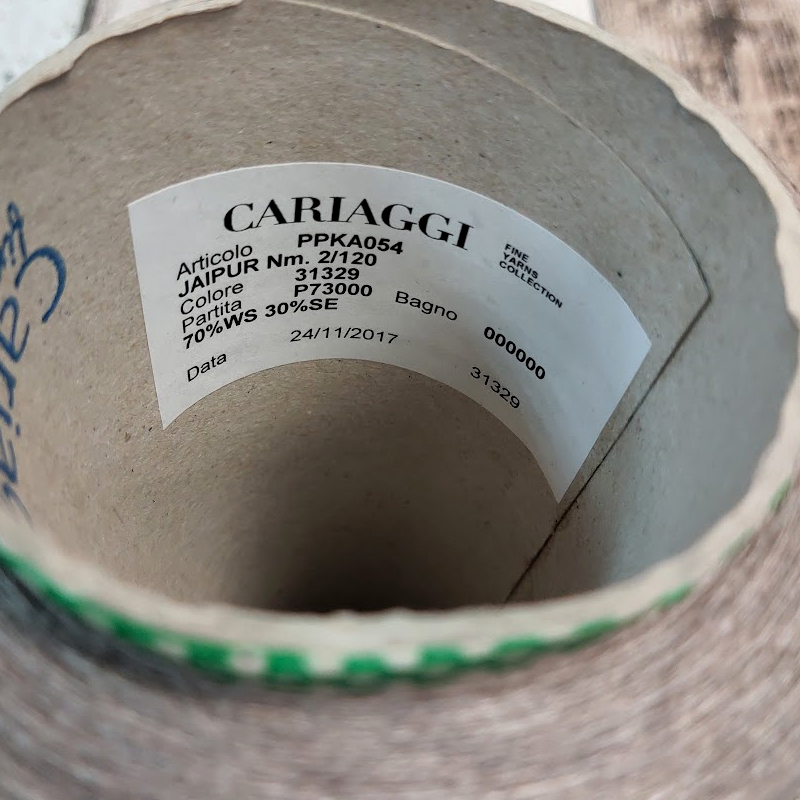 CARIAGGI
FINE
YARNS
COLLECTION
Articolo PPKA054
JAIPUR Nm. 2/120
Colore 31329
Partita P73000 Bagno 000000
70%WS 30%SE
Data 24/11/2017 31329